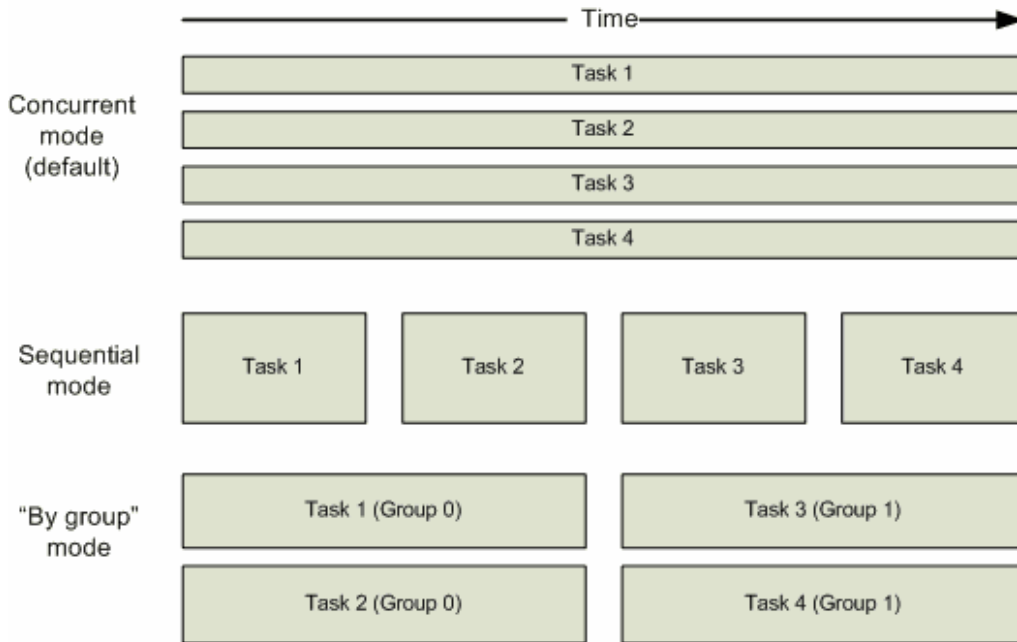 Time
Concurrent
mode
(default)
Task 1
Task 2
Task 3
Task 4
Sequential
mode
Task 1
Task 2
Task 3
Task 4
“By group”
mode
Task 1 (Group 0)
Task 3 (Group 1)
Task 2 (Group 0)
Task 4 (Group 1)